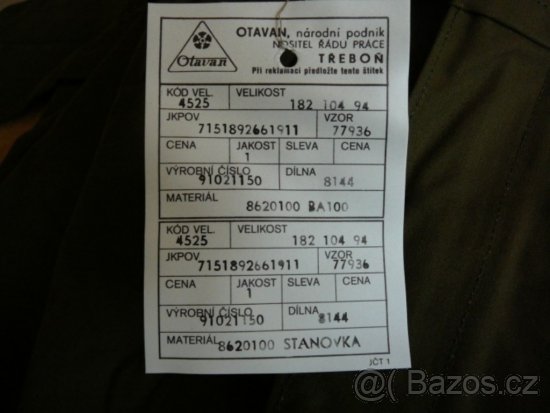 OTAVAN, národní podnik
NOSITEL ŘÁDU PRÁCE
Otavan
TŘEBOŇ
Při reklamaci předložte tento štítek
KÓD VEL. VELIKOST
4525 182 104 94
JKPOV VZOR
7151892661911 77936
CENA JAKOST SLEVA CENA
1
VÝROBNÍ ČÍSLO DÍLNA
91021150 8144
MATERIÁL
8620100 BA100
KÓD VEL. VELIKOST
4525 182 104 94
JKPOV VZOR
7151892661911 77936
CENA JAKOST SLEVA CENA
1
VÝROBNÍ ČÍSLO DÍLNA
91021150 8144
MATERIÁL
8620100 STANOVKA
JČT 1
@ Bazos.cz